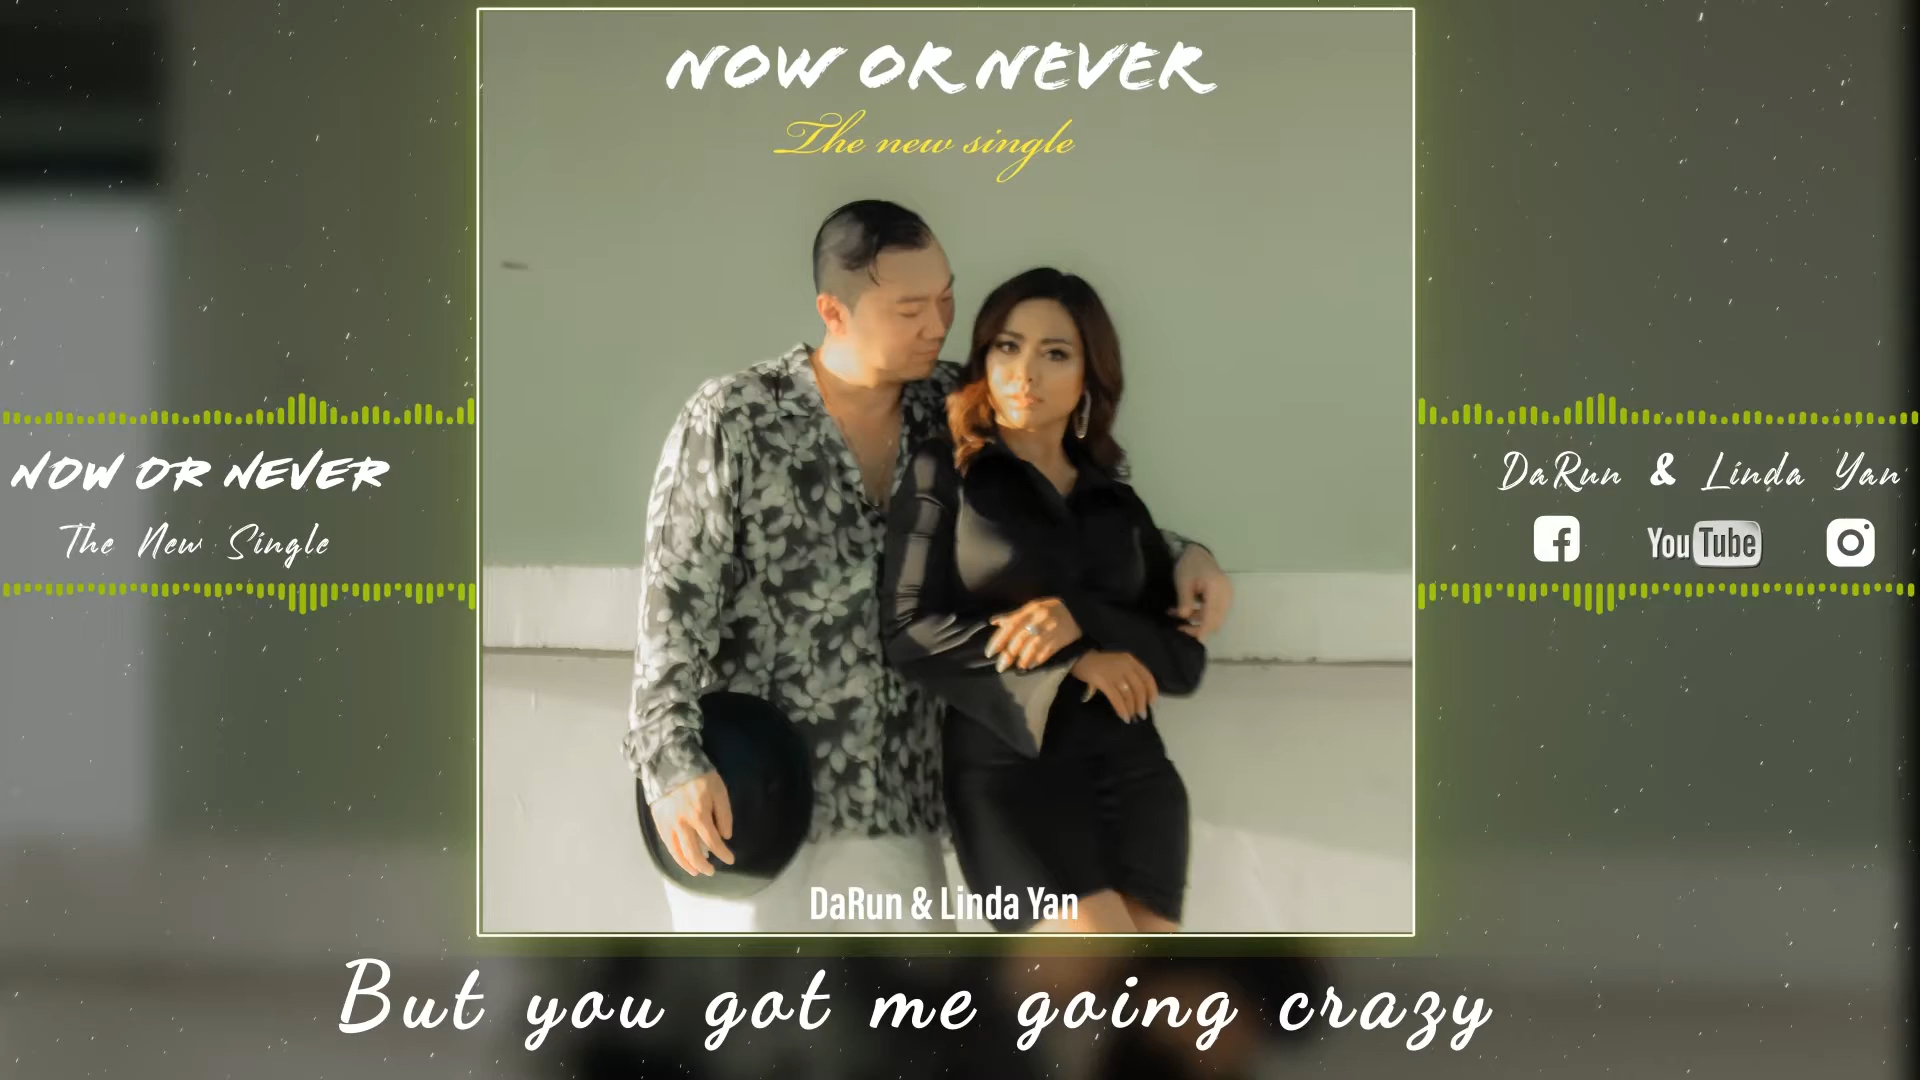 NOW OR NEVER
The new single
NOW OR NEVER
The New Single
DaRun & Linda Yan
YouTube
DaRun & Linda Yan
But you got me going crazy